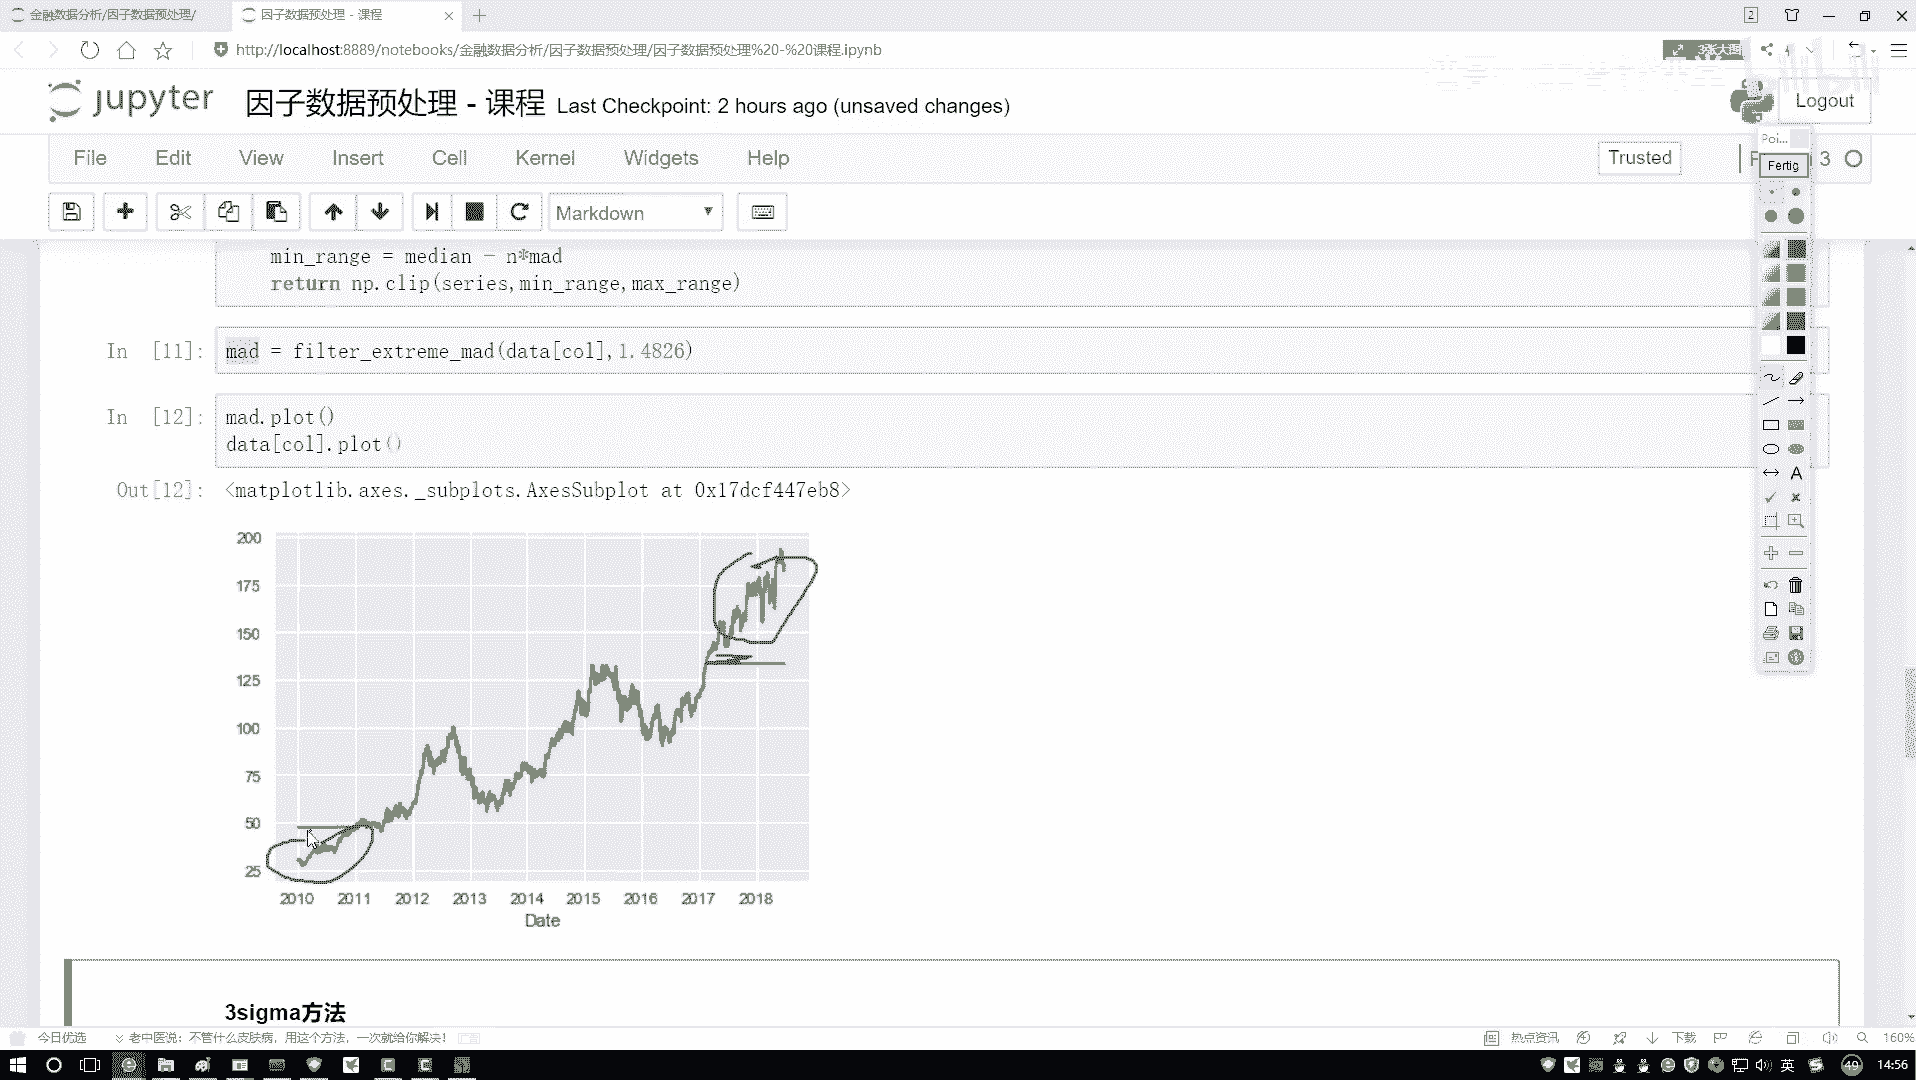 金融数据分析/因子数据预处理/
因子数据预处理 - 课程
2
http://localhost:8889/notebooks/金融数据分析/因子数据预处理/因子数据预处理%20-%20课程.ipynb
3张大图
jupyter
因子数据预处理 - 课程 Last Checkpoint: 2 hours ago (unsaved changes)
Logout
File Edit View Insert Cell Kernel Widgets Help
Trusted
3
Poi...
Fertig
Markdown
min_range = median - n*mad
return np.clip(series,min_range,max_range)
In [11]: mad = filter_extreme_mad(data[col],1.4826)
In [12]: mad.plot()
data[col].plot()
Out[12]: <matplotlib.axes._subplots.AxesSubplot at 0x17dcf447eb8>
200
175
150
125
100
75
50
25
2010 2011 2012 2013 2014 2015 2016 2017 2018
Date
3sigma方法
今日优选
老中医说：不管什么皮肤病，用这个方法，一次就给你解决！
热点资讯
下载
160%
英
49
14:56